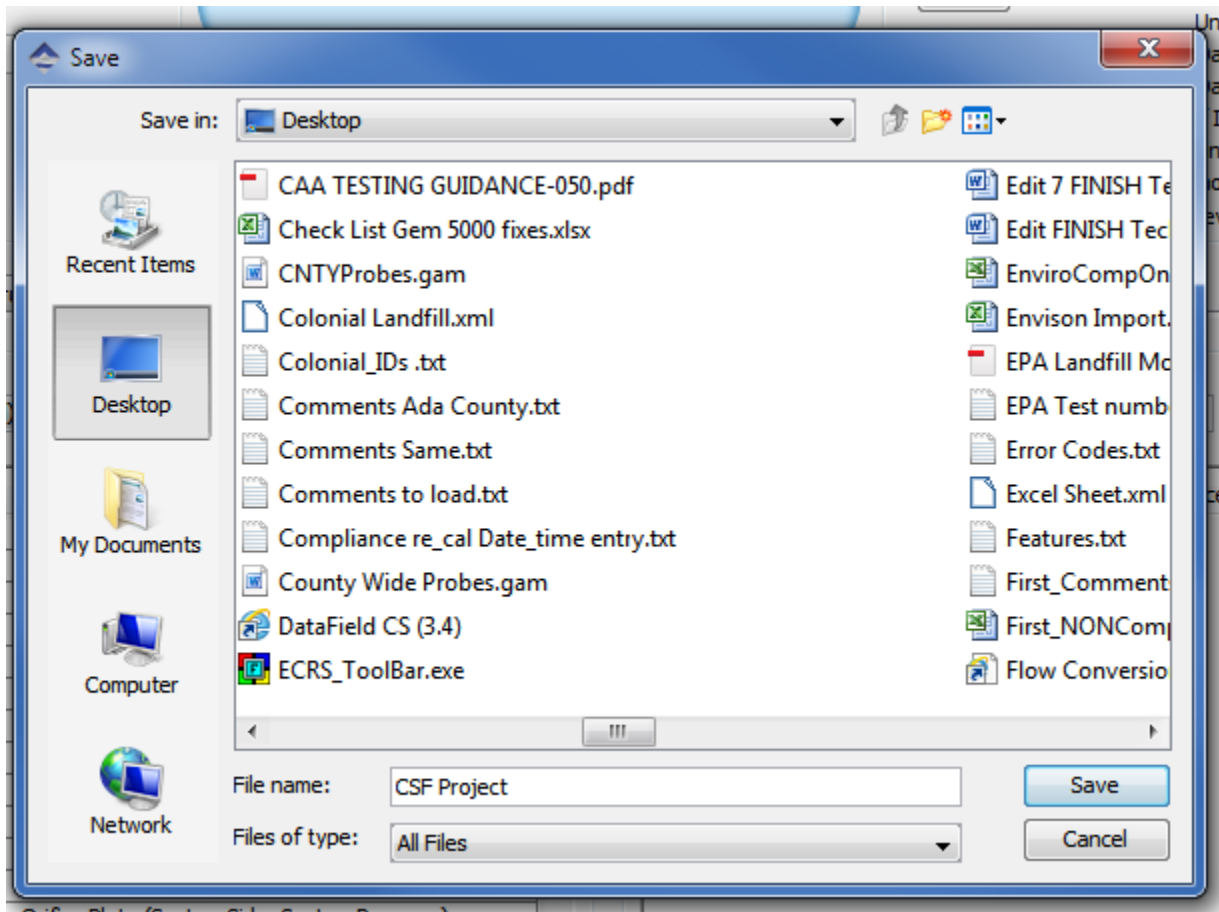 Save
Save in:
Desktop
Recent Items
Desktop
My Documents
Computer
Network
CAA TESTING GUIDANCE-050.pdf
Check List Gem 5000 fixes.xlsx
CNTYProbes.gam
Colonial Landfill.xml
Colonial_IDs .txt
Comments Ada County.txt
Comments Same.txt
Comments to load.txt
Compliance re_cal Date_time entry.txt
County Wide Probes.gam
DataField CS (3.4)
ECRS_ToolBar.exe
Edit 7 FINISH Te
Edit FINISH Tec
EnviroCompOn
Envison Import.
EPA Landfill Mo
EPA Test numb
Error Codes.txt
Excel Sheet.xml
Features.txt
First_Comment
First_NONComp
Flow Conversio
File name:
CSF Project
Save
Files of type:
All Files
Cancel